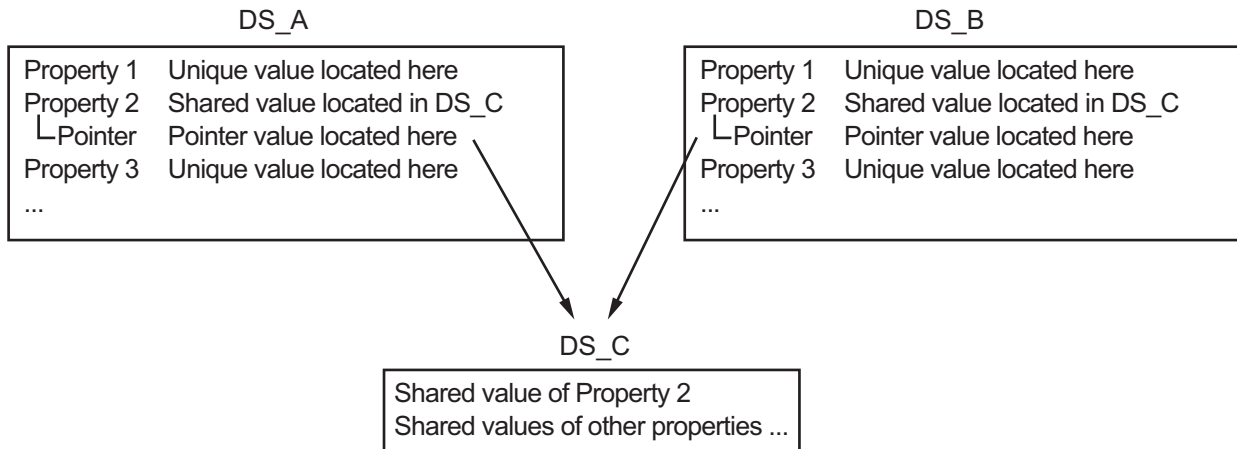 DS_A
Property 1 Unique value located here
Property 2 Shared value located in DS_C
Pointer Pointer value located here
Property 3 Unique value located here
...
DS_B
Property 1 Unique value located here
Property 2 Shared value located in DS_C
Pointer Pointer value located here
Property 3 Unique value located here
...
DS_C
Shared value of Property 2
Shared values of other properties ...